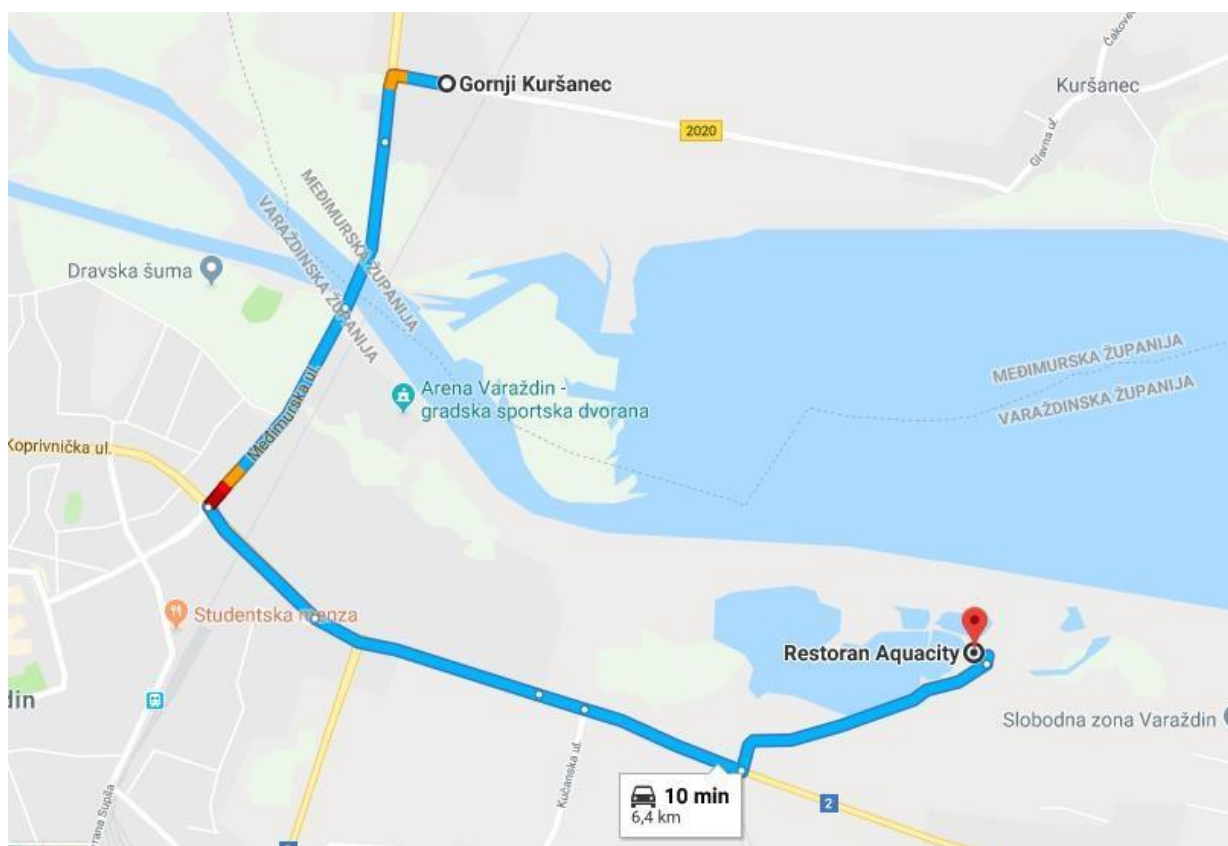 Gornji Kuršanec
Čakovec
Kuršanec
2020
Glavna ul.
MEĐIMURSKA ŽUPANIJA
VARAŽDINSKA ŽUPANIJA
Dravska šuma
MEĐIMURSKA ŽUPANIJA
VARAŽDINSKA ŽUPANIJA
Arena Varaždin -
gradska sportska dvorana
Međimurska ul.
Koprivnička ul.
Studentska menza
Restoran Aquacity
din
Slobodna zona Varaždin
Kučanska ul.
10 min
6,4 km
2
rana Supila